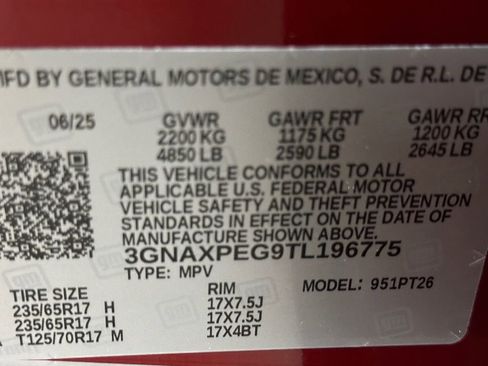 MFD BY GENERAL MOTORS DE MEXICO, S. DE R.L. DE
06/25 GVWR GAWR FRT GAWR RR
2200 KG 1175 KG 1200 KG
4850 LB 2590 LB 2645 LB
THIS VEHICLE CONFORMS TO ALL
APPLICABLE U.S. FEDERAL MOTOR
VEHICLE SAFETY AND THEFT PREVENTION
STANDARDS IN EFFECT ON THE DATE OF
MANUFACTURE SHOWN ABOVE.
3GNAXPEG9TL196775
TYPE: MPV MODEL: 951PT26
TIRE SIZE RIM
235/65R17 H 17X7.5J
235/65R17 H 17X7.5J
T125/70R17 M 17X4BT